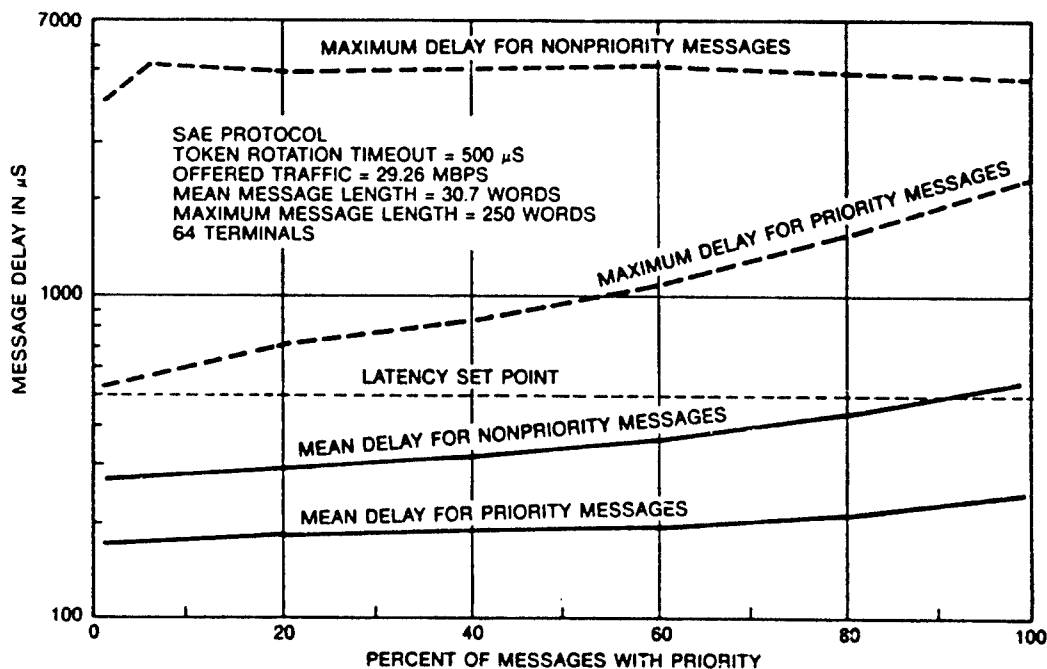 7000
MAXIMUM DELAY FOR NONPRIORITY MESSAGES
SAE PROTOCOL
TOKEN ROTATION TIMEOUT = 500 μS
OFFERED TRAFFIC = 29.26 MBPS
MEAN MESSAGE LENGTH = 30.7 WORDS
MAXIMUM MESSAGE LENGTH = 250 WORDS
64 TERMINALS
MAXIMUM DELAY FOR PRIORITY MESSAGES
MESSAGE DELAY IN μS
1000
LATENCY SET POINT
MEAN DELAY FOR NONPRIORITY MESSAGES
MEAN DELAY FOR PRIORITY MESSAGES
100
0 20 40 60 80 100
PERCENT OF MESSAGES WITH PRIORITY